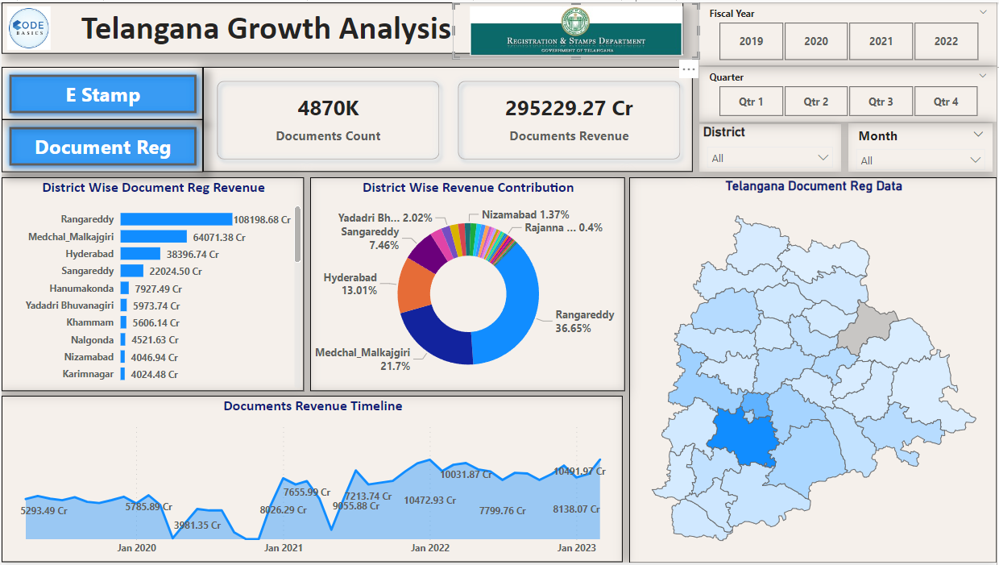 CODE
BASICS
Telangana Growth Analysis
REGISTRATION & STAMPS DEPARTMENT
GOVERNMENT OF TELANGANA
Fiscal Year
2019
2020
2021
2022
Quarter
Qtr 1
Qtr 2
Qtr 3
Qtr 4
District
All
Month
All
E Stamp
Document Reg
4870K
Documents Count
295229.27 Cr
Documents Revenue
District Wise Document Reg Revenue
Rangareddy 108198.68 Cr
Medchal_Malkajgiri 64071.38 Cr
Hyderabad 38396.74 Cr
Sangareddy 22024.50 Cr
Hanumakonda 7927.49 Cr
Yadadri Bhuvanagiri 5973.74 Cr
Khammam 5606.14 Cr
Nalgonda 4521.63 Cr
Nizamabad 4046.94 Cr
Karimnagar 4024.48 Cr
District Wise Revenue Contribution
Yadadri Bh... 2.02%
Nizamabad 1.37%
Rajanna ... 0.4%
Sangareddy
7.46%
Hyderabad
13.01%
Rangareddy
36.65%
Medchal_Malkajgiri
21.7%
Telangana Document Reg Data
Documents Revenue Timeline
5293.49 Cr
5785.89 Cr
3981.35 Cr
8026.29 Cr
7655.99 Cr
9055.88 Cr
7213.74 Cr
10472.93 Cr
10031.87 Cr
7799.76 Cr
10491.97 Cr
8138.07 Cr
Jan 2020
Jan 2021
Jan 2022
Jan 2023